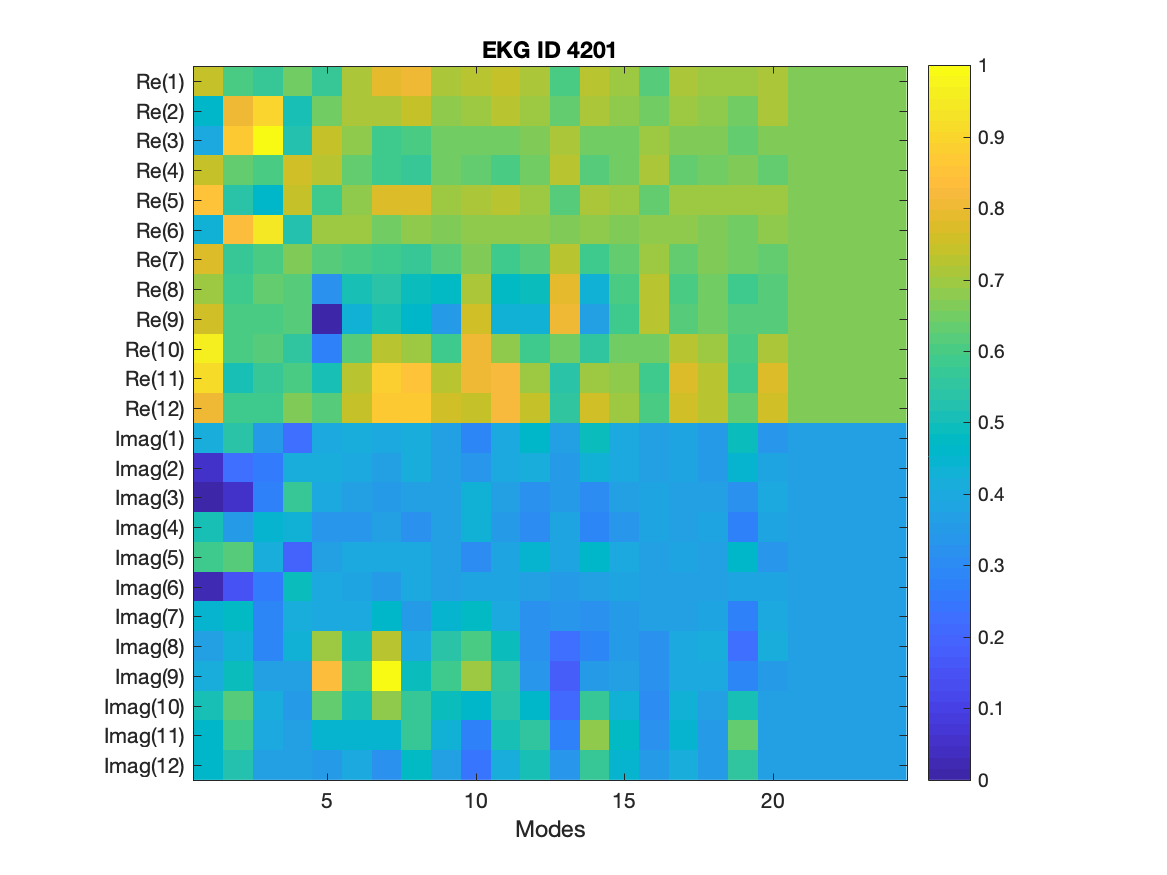 EKG ID 4201
Re(1)
Re(2)
Re(3)
Re(4)
Re(5)
Re(6)
Re(7)
Re(8)
Re(9)
Re(10)
Re(11)
Re(12)
Imag(1)
Imag(2)
Imag(3)
Imag(4)
Imag(5)
Imag(6)
Imag(7)
Imag(8)
Imag(9)
Imag(10)
Imag(11)
Imag(12)
5 10 15 20
Modes
1
0.9
0.8
0.7
0.6
0.5
0.4
0.3
0.2
0.1
0